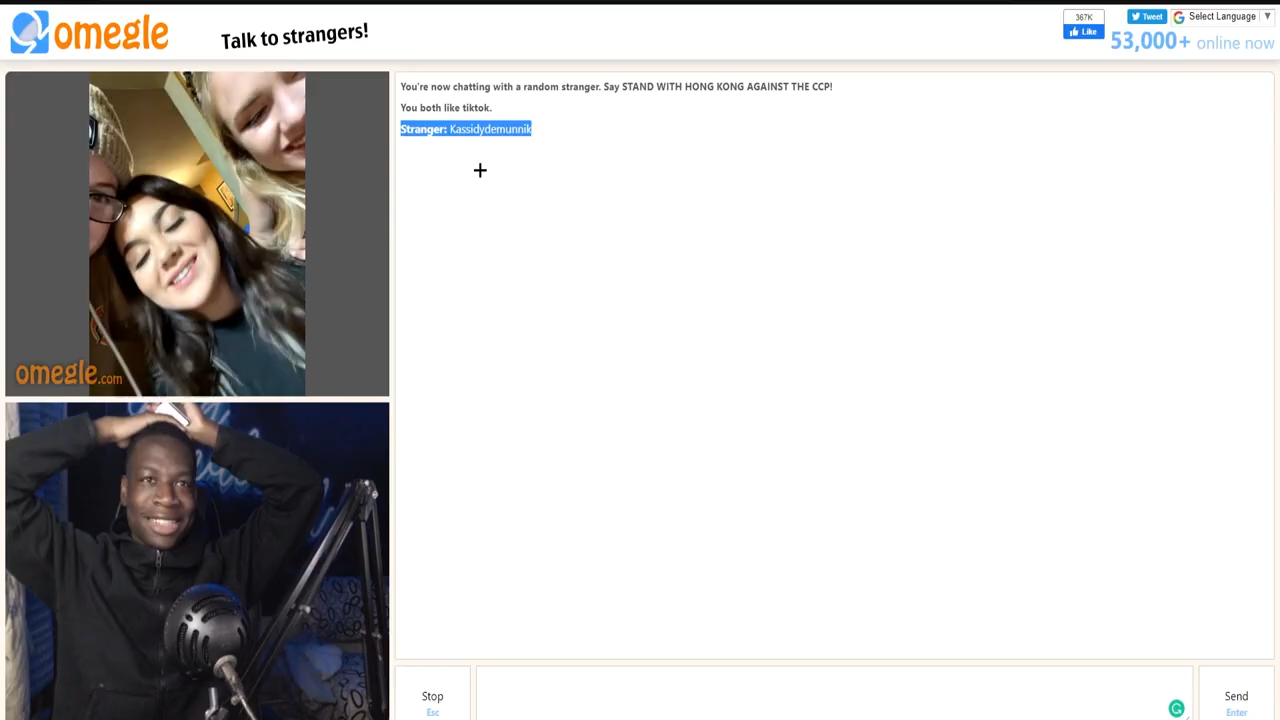 omegle
Talk to strangers!
367K
Like
Tweet
Select Language
53,000+ online now
You're now chatting with a random stranger. Say STAND WITH HONG KONG AGAINST THE CCP!
You both like tiktok.
Stranger: Kassidydemunnik
omegle.com
Stop
Esc
Send
Enter